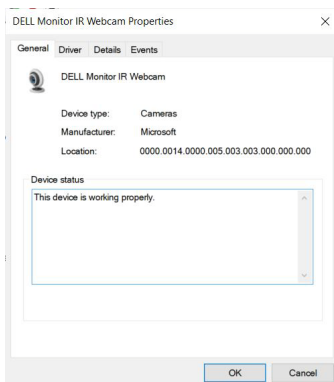 DELL Monitor IR Webcam Properties
General Driver Details Events
DELL Monitor IR Webcam
Device type: Cameras
Manufacturer: Microsoft
Location: 0000.0014.0000.005.003.003.000.000.000
Device status
This device is working properly.
OK Cancel